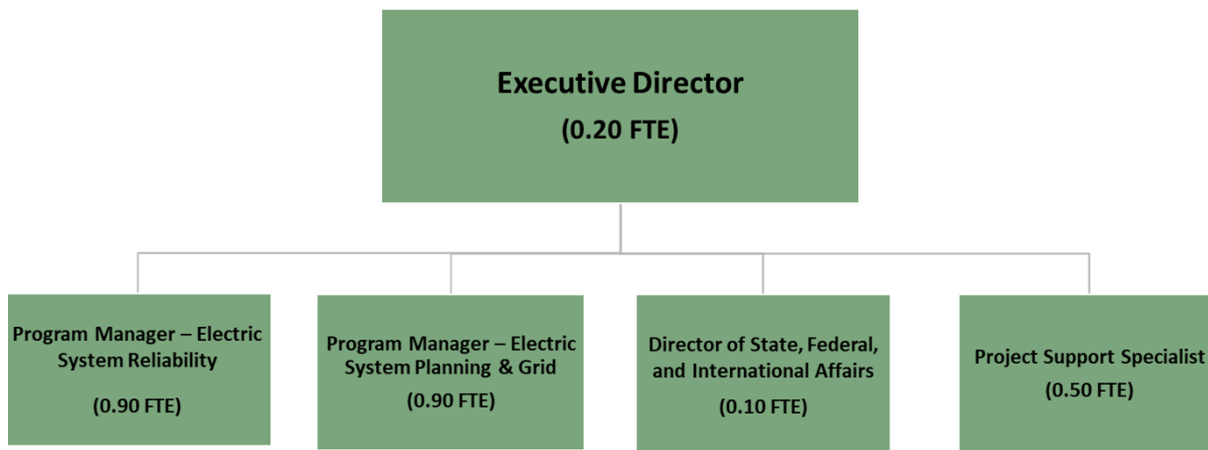 Executive Director
(0.20 FTE)
Program Manager – Electric
System Reliability
(0.90 FTE)
Program Manager – Electric
System Planning & Grid
(0.90 FTE)
Director of State, Federal,
and International Affairs
(0.10 FTE)
Project Support Specialist
(0.50 FTE)